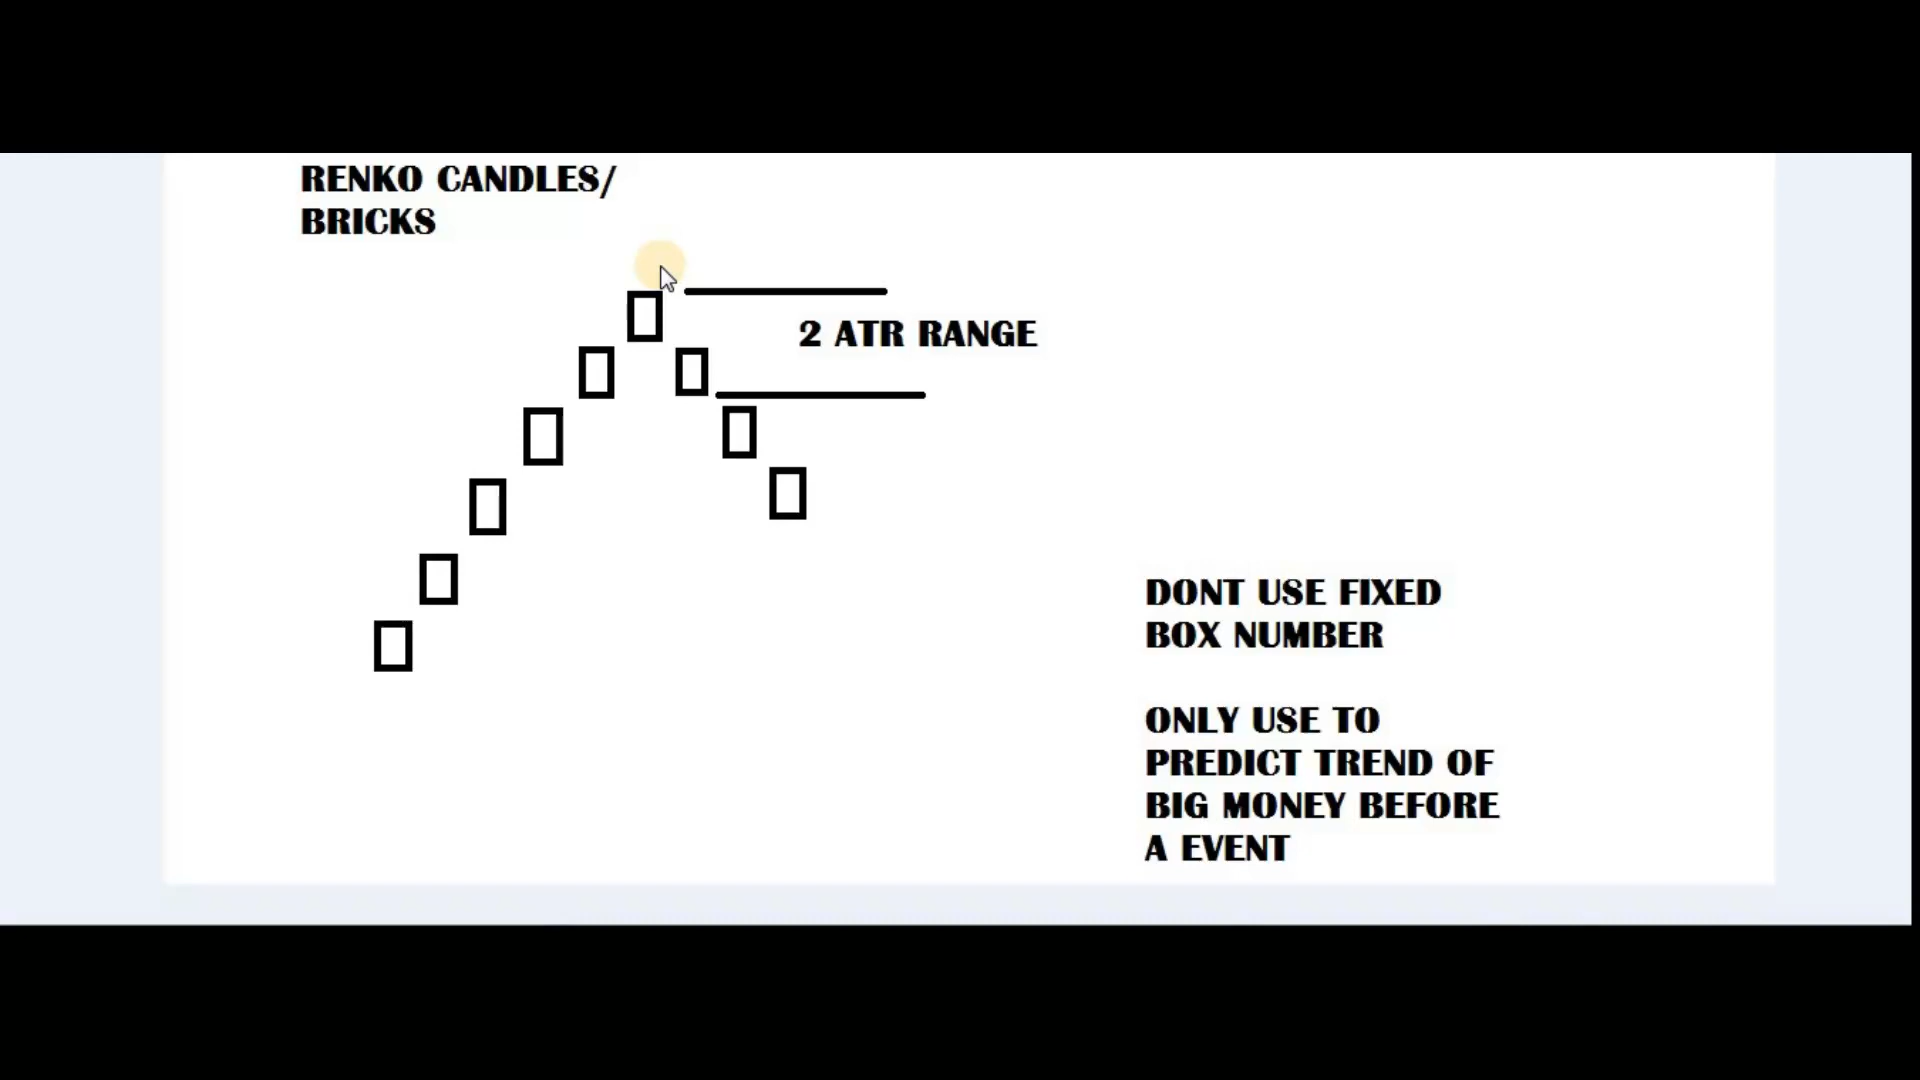 RENKO CANDLES/
BRICKS
2 ATR RANGE
DONT USE FIXED
BOX NUMBER
ONLY USE TO
PREDICT TREND OF
BIG MONEY BEFORE
A EVENT